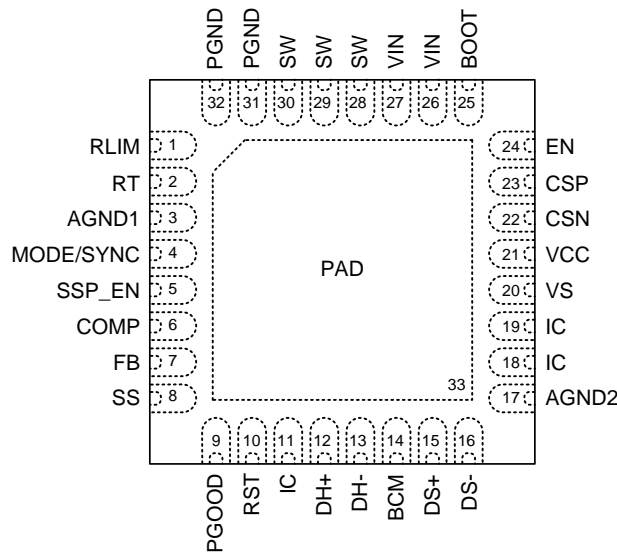 PGND PGND SW SW SW VIN VIN BOOT
32 31 30 29 28 27 26 25
RLIM 1 24 EN
RT 2 23 CSP
AGND1 3 22 CSN
MODE/SYNC 4 PAD 21 VCC
SSP_EN 5 20 VS
COMP 6 19 IC
FB 7 18 IC
33
SS 8 17 AGND2
9 10 11 12 13 14 15 16
PGOOD RST IC DH+ DH- BCM DS+ DS-